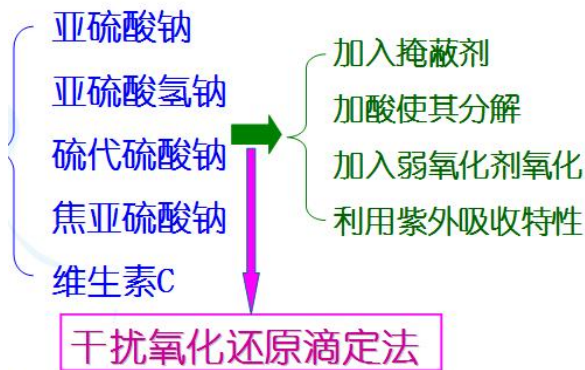 亚硫酸钠
亚硫酸氢钠
硫代硫酸钠
焦亚硫酸钠
维生素C
加入掩蔽剂
加酸使其分解
加入弱氧化剂氧化
利用紫外吸收特性
干扰氧化还原滴定法